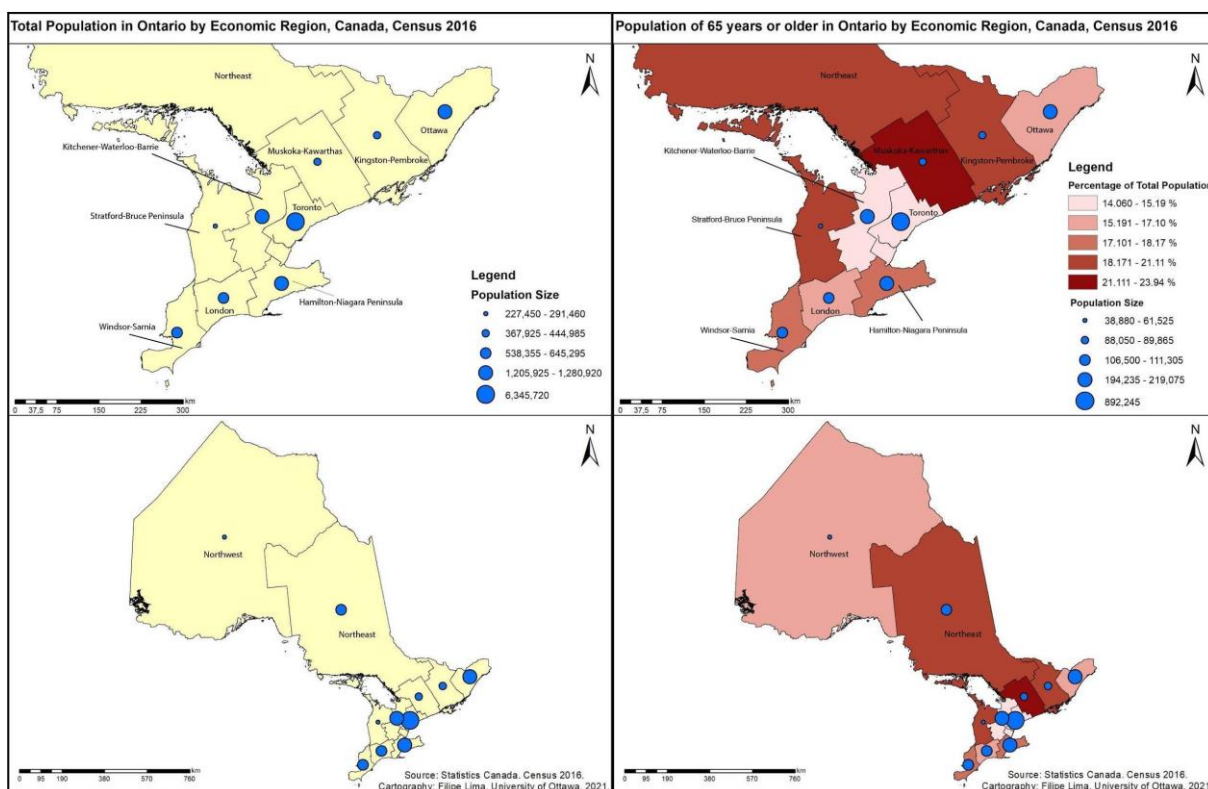 Total Population in Ontario by Economic Region, Canada, Census 2016
N
Northeast
Ottawa
Kitchener-Waterloo-Barrie
Muskoka-Kawarthas
Kingston-Pembroke
Stratford-Bruce Peninsula
Toronto
Hamilton-Niagara Peninsula
London
Windsor-Sarnia
Legend
Population Size
227,450 - 291,460
367,925 - 444,985
538,355 - 645,295
1,205,925 - 1,280,920
6,345,720
km
0 37,5 75 150 225 300
Population of 65 years or older in Ontario by Economic Region, Canada, Census 2016
N
Northeast
Ottawa
Kitchener-Waterloo-Barrie
Muskoka-Kawarthas
Kingston-Pembroke
Stratford-Bruce Peninsula
Toronto
London
Windsor-Sarnia
Hamilton-Niagara Peninsula
Legend
Percentage of Total Population
14.060 - 15.19 %
15.191 - 17.10 %
17.101 - 18.17 %
18.171 - 21.11 %
21.111 - 23.94 %
Population Size
38,880 - 61,525
88,050 - 89,865
106,500 - 111,305
194,235 - 219,075
892,245
km
0 37,5 75 150 225 300
N
Northwest
Northeast
km
0 95 190 380 570 760
Source: Statistics Canada. Census 2016.
Cartography: Filipe Lima. University of Ottawa. 2021
N
Northwest
Northeast
km
0 95 190 380 570 760
Source: Statistics Canada. Census 2016.
Cartography: Filipe Lima. University of Ottawa. 2021